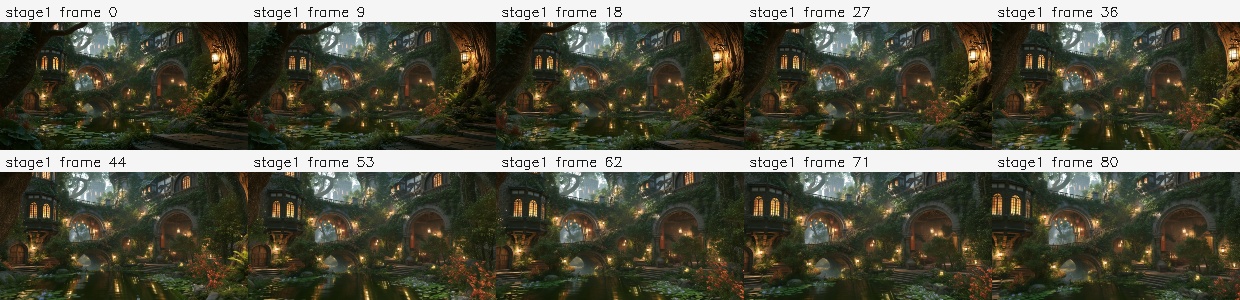 stage1 frame 0
stage1 frame 9
stage1 frame 18
stage1 frame 27
stage1 frame 36
stage1 frame 44
stage1 frame 53
stage1 frame 62
stage1 frame 71
stage1 frame 80